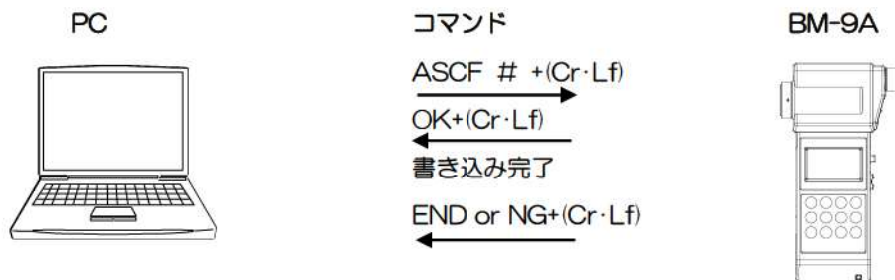 PC
コマンド
BM-9A
ASCF # +(Cr·Lf)
OK+(Cr·Lf)
書き込み完了
END or NG+(Cr·Lf)